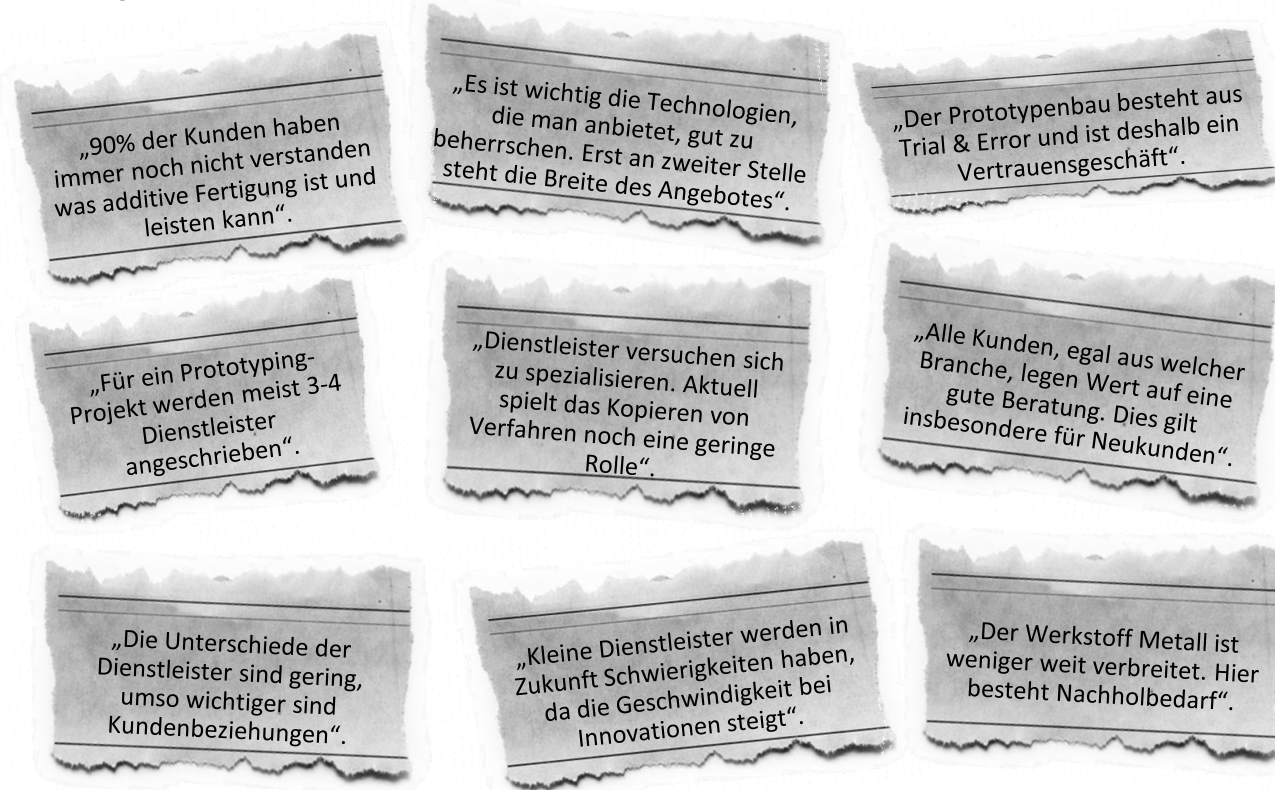 „90% der Kunden haben
immer noch nicht verstanden
was additive Fertigung ist und
leisten kann“.
„Es ist wichtig die Technologien,
die man anbietet, gut zu
beherrschen. Erst an zweiter Stelle
steht die Breite des Angebotes“.
„Der Prototypenbau besteht aus
Trial & Error und ist deshalb ein
Vertrauensgeschäft“.
„Für ein Prototyping-
Projekt werden meist 3-4
Dienstleister
angeschrieben“.
„Dienstleister versuchen sich
zu spezialisieren. Aktuell
spielt das Kopieren von
Verfahren noch eine geringe
Rolle“.
„Alle Kunden, egal aus welcher
Branche, legen Wert auf eine
gute Beratung. Dies gilt
insbesondere für Neukunden“.
„Die Unterschiede der
Dienstleister sind gering,
umso wichtiger sind
Kundenbeziehungen“.
„Kleine Dienstleister werden in
Zukunft Schwierigkeiten haben,
da die Geschwindigkeit bei
Innovationen steigt“.
„Der Werkstoff Metall ist
weniger weit verbreitet. Hier
besteht Nachholbedarf“.